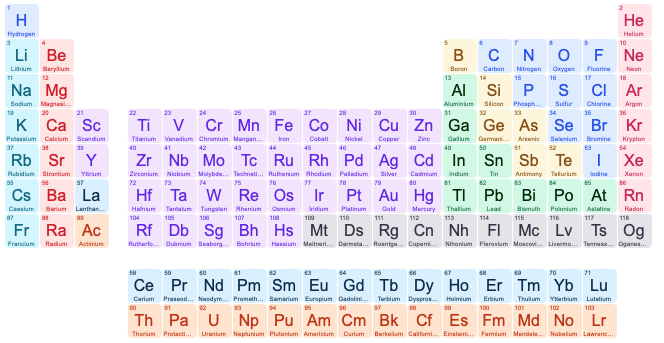 1 2
H He
Hydrogen Helium
3 4 5 6 7 8 9 10
Li Be B C N O F Ne
Lithium Beryllium Boron Carbon Nitrogen Oxygen Fluorine Neon
11 12 13 14 15 16 17 18
Na Mg Al Si P S Cl Ar
Sodium Magnesi... Aluminium Silicon Phosph... Sulfur Chlorine Argon
19 20 21 22 23 24 25 26 27 28 29 30 31 32 33 34 35 36
K Ca Sc Ti V Cr Mn Fe Co Ni Cu Zn Ga Ge As Se Br Kr
Potassium Calcium Scandium Titanium Vanadium Chromium Mangan... Iron Cobalt Nickel Copper Zinc Gallium Germani... Arsenic Selenium Bromine Krypton
37 38 39 40 41 42 43 44 45 46 47 48 49 50 51 52 53 54
Rb Sr Y Zr Nb Mo Tc Ru Rh Pd Ag Cd In Sn Sb Te I Xe
Rubidium Strontium Yttrium Zirconium Niobium Molybde... Techneti... Ruthenium Rhodium Palladium Silver Cadmium Indium Tin Antimony Tellurium Iodine Xenon
55 56 57 72 73 74 75 76 77 78 79 80 81 82 83 84 85 86
Cs Ba La Hf Ta W Re Os Ir Pt Au Hg Tl Pb Bi Po At Rn
Caesium Barium Lanthan... Hafnium Tantalum Tungsten Rhenium Osmium Iridium Platinum Gold Mercury Thallium Lead Bismuth Polonium Astatine Radon
87 88 89 104 105 106 107 108 109 110 111 112 113 114 115 116 117 118
Fr Ra Ac Rf Db Sg Bh Hs Mt Ds Rg Cn Nh Fl Mc Lv Ts Og
Francium Radium Actinium Rutherfo... Dubnium Seaborg... Bohrium Hassium Meitneri... Darmsta... Roentge... Coperni... Nihonium Flerovium Moscovi... Livermo... Tenness... Oganes...
58 59 60 61 62 63 64 65 66 67 68 69 70 71
Ce Pr Nd Pm Sm Eu Gd Tb Dy Ho Er Tm Yb Lu
Cerium Praseod... Neodym... Prometh... Samarium Europium Gadolini... Terbium Dyspros... Holmium Erbium Thulium Ytterbium Lutetium
90 91 92 93 94 95 96 97 98 99 100 101 102 103
Th Pa U Np Pu Am Cm Bk Cf Es Fm Md No Lr
Thorium Protacti... Uranium Neptunium Plutonium Americium Curium Berkelium Californi... Einsteini... Fermium Mendele... Nobelium Lawrenc...